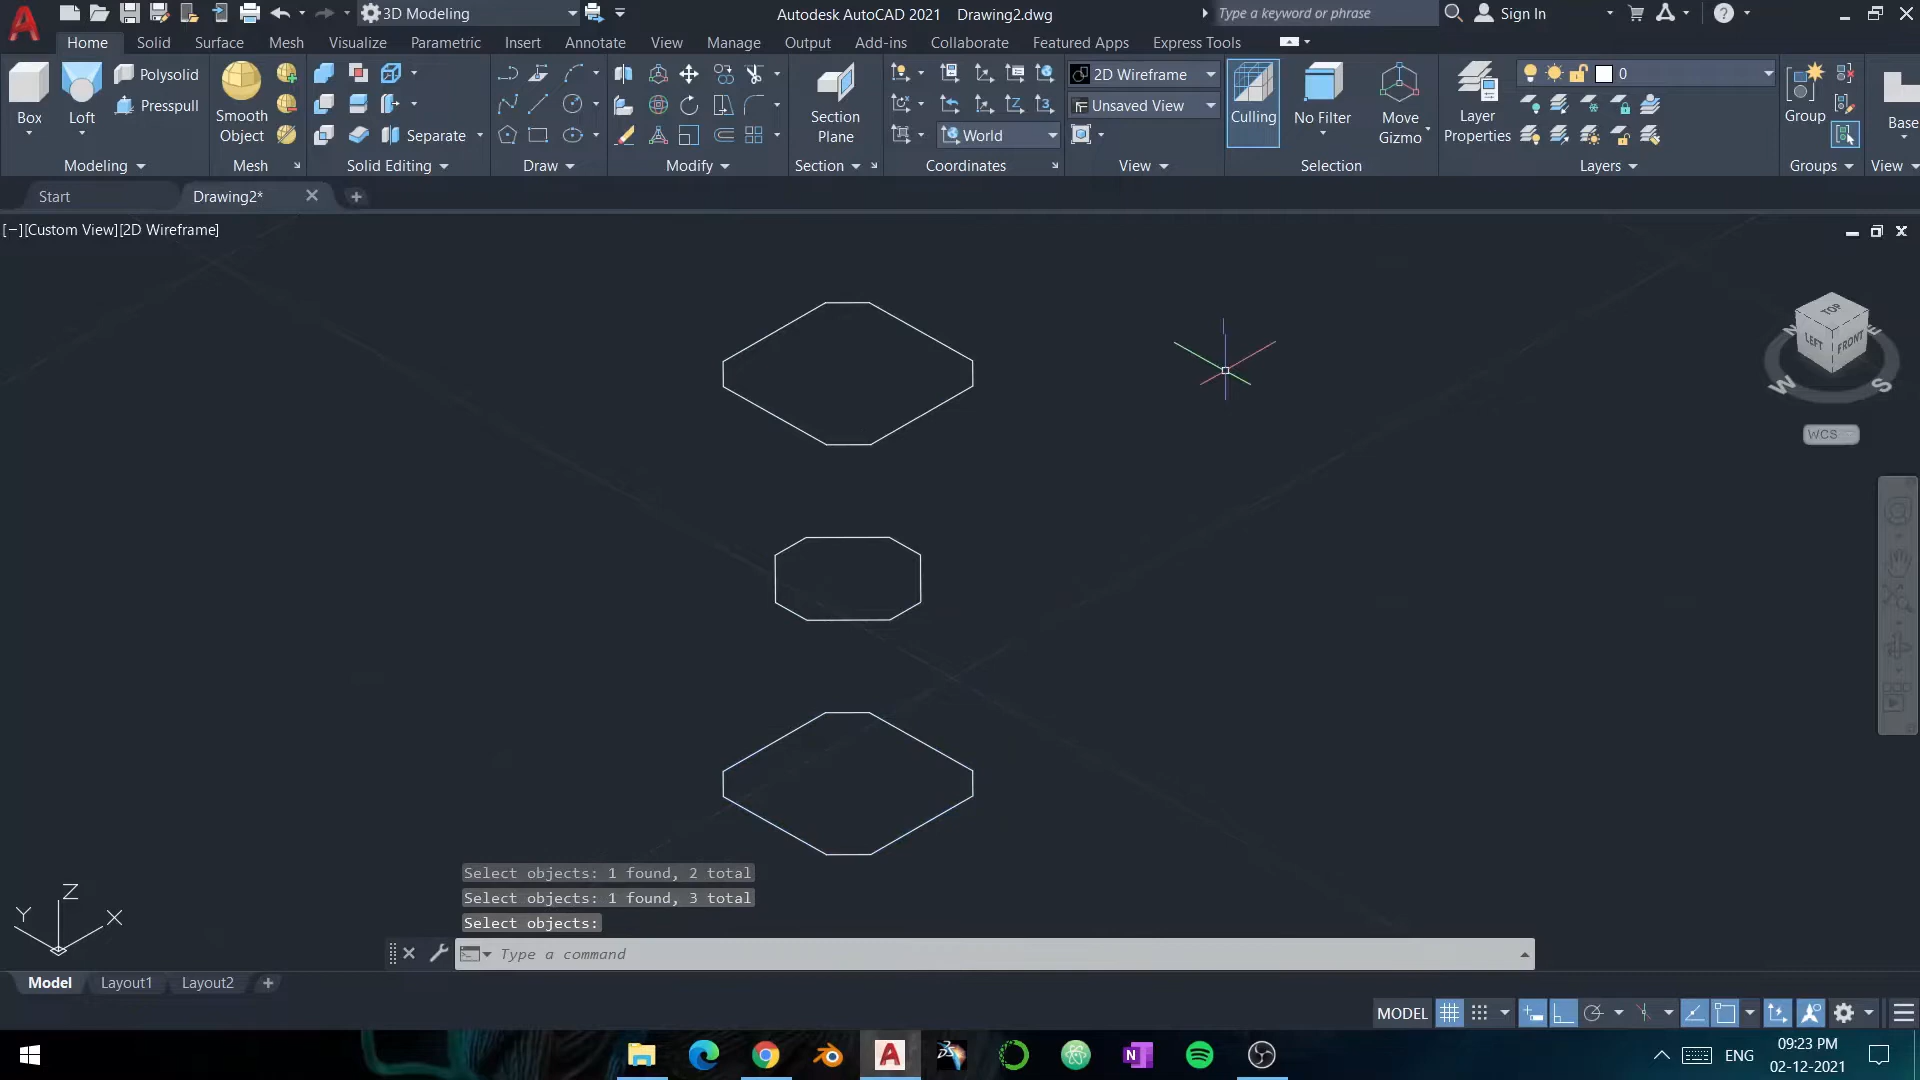 3D Modeling
Autodesk AutoCAD 2021 Drawing2.dwg
Type a keyword or phrase
Sign In
Home Solid Surface Mesh Visualize Parametric Insert Annotate View Manage Output Add-ins Collaborate Featured Apps Express Tools
Box
Loft
Polysolid
Presspull
Modeling
Smooth
Object
Mesh
Separate
Solid Editing
Draw
Modify
Section
Plane
Section
World
Coordinates
2D Wireframe
Unsaved View
View
Culling
No Filter
Move
Gizmo
Selection
Layer
Properties
0
Layers
Group
Groups
Base
View
Start
Drawing2*
[−][Custom View][2D Wireframe]
TOP
LEFT
FRONT
N
E
W
S
WCS
Z
Y
X
Select objects: 1 found, 2 total
Select objects: 1 found, 3 total
Select objects:
Type a command
Model Layout1 Layout2
MODEL
ENG
09:23 PM
02-12-2021